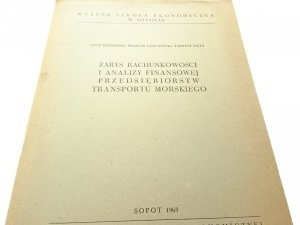 WYŻSZA SZKOŁA EKONOMICZNA
W SOPOCIE
ZARYS RACHUNKOWOŚCI
I ANALIZY FINANSOWEJ
PRZEDSIĘBIORSTW
TRANSPORTU MORSKIEGO
SOPOT 1965